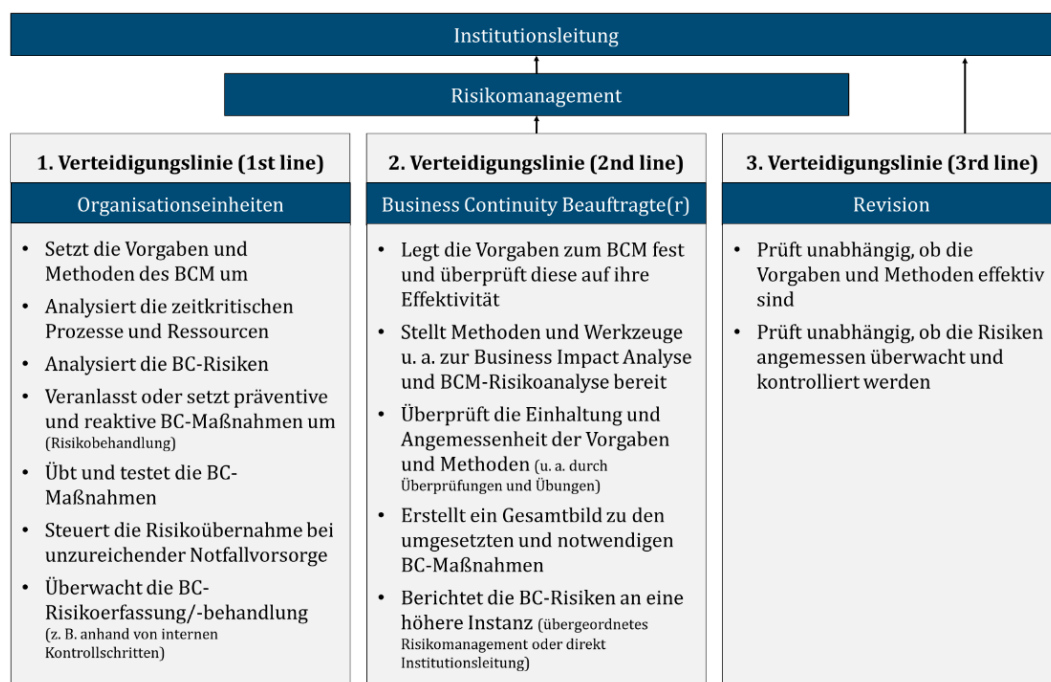 Institutionsleitung
Risikomanagement
1. Verteidigungslinie (1st line)
Organisationseinheiten
• Setzt die Vorgaben und
Methoden des BCM um
• Analysiert die zeitkritischen
Prozesse und Ressourcen
• Analysiert die BC-Risiken
• Veranlasst oder setzt präventive
und reaktive BC-Maßnahmen um
(Risikobehandlung)
• Übt und testet die BC-
Maßnahmen
• Steuert die Risikoübernahme bei
unzureichender Notfallvorsorge
• Überwacht die BC-
Risikoerfassung/-behandlung
(z. B. anhand von internen
Kontrollschritten)
2. Verteidigungslinie (2nd line)
Business Continuity Beauftragte(r)
• Legt die Vorgaben zum BCM fest
und überprüft diese auf ihre
Effektivität
• Stellt Methoden und Werkzeuge
u. a. zur Business Impact Analyse
und BCM-Risikoanalyse bereit
• Überprüft die Einhaltung und
Angemessenheit der Vorgaben
und Methoden (u. a. durch
Überprüfungen und Übungen)
• Erstellt ein Gesamtbild zu den
umgesetzten und notwendigen
BC-Maßnahmen
• Berichtet die BC-Risiken an eine
höhere Instanz (übergeordnetes
Risikomanagement oder direkt
Institutionsleitung)
3. Verteidigungslinie (3rd line)
Revision
• Prüft unabhängig, ob die
Vorgaben und Methoden effektiv
sind
• Prüft unabhängig, ob die Risiken
angemessen überwacht und
kontrolliert werden